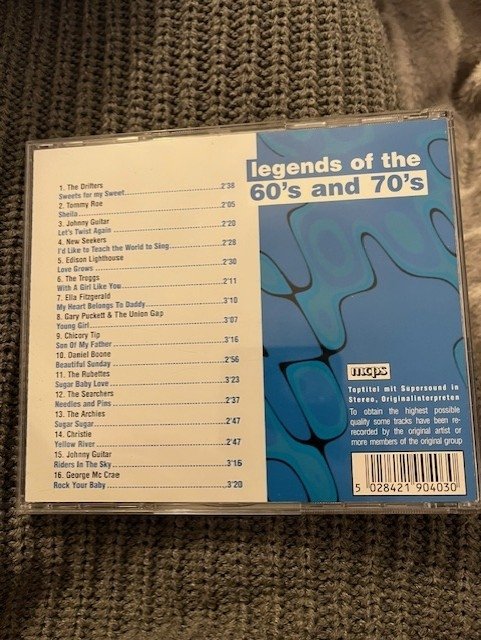 1. The Drifters
Sweets for my Sweet 2'38
2. Tommy Roe
Sheila 2'05
3. Johnny Guitar
Let's Twist Again 2'20
4. New Seekers
I'd Like to Teach the World to Sing 2'28
5. Edison Lighthouse
Love Grows 2'30
6. The Troggs
With A Girl Like You 2'11
7. Ella Fitzgerald
My Heart Belongs To Daddy 3'10
8. Gary Puckett & The Union Gap
Young Girl 3'07
9. Chicory Tip
Son Of My Father 3'16
10. Daniel Boone
Beautiful Sunday 2'56
11. The Rubettes
Sugar Baby Love 3'23
12. The Searchers
Needles and Pins 2'37
13. The Archies
Sugar Sugar 2'47
14. Christie
Yellow River 2'47
15. Johnny Guitar
Riders In The Sky 3'16
16. George Mc Crae
Rock Your Baby 3'20
legends of the
60's and 70's
mcps
Toptitel mit Supersound in
Stereo, Originalinterpreten
To obtain the highest possible
quality some tracks have been re-
recorded by the original artist or
more members of the original group
5 028421 904030